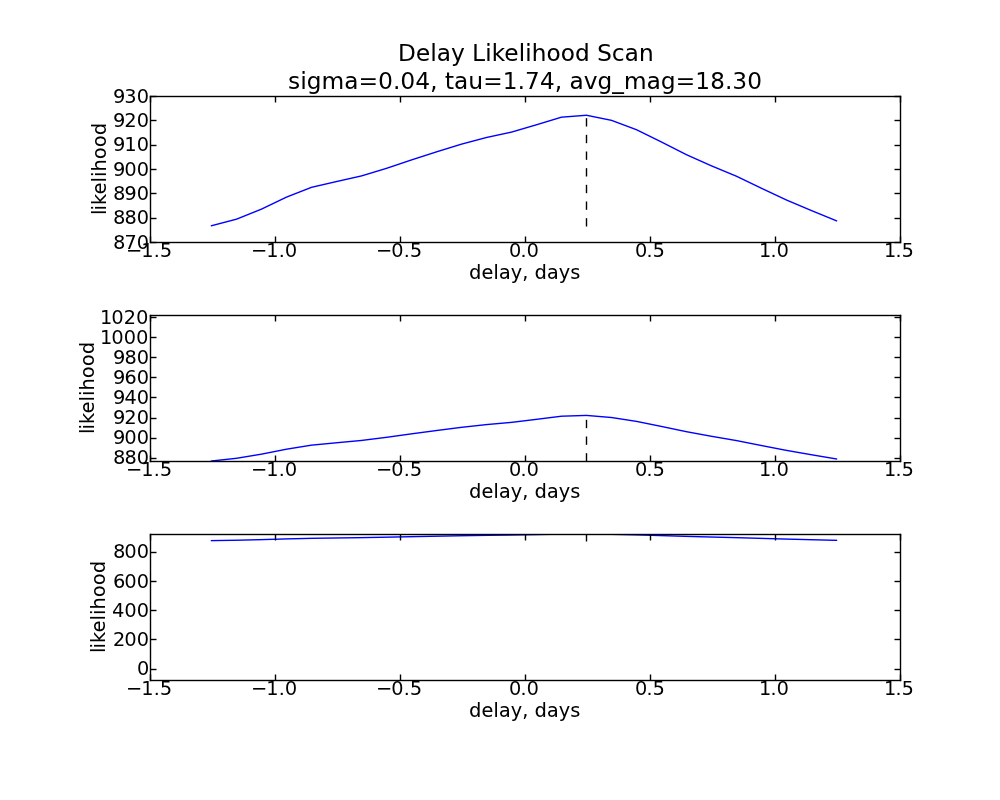 Delay Likelihood Scan
sigma=0.04, tau=1.74, avg_mag=18.30
930
920
910
900
890
880
870
likelihood
−1.5 −1.0 −0.5 0.0 0.5 1.0 1.5
delay, days
1020
1000
980
960
940
920
900
880
likelihood
−1.5 −1.0 −0.5 0.0 0.5 1.0 1.5
delay, days
800
600
400
200
0
likelihood
−1.5 −1.0 −0.5 0.0 0.5 1.0 1.5
delay, days